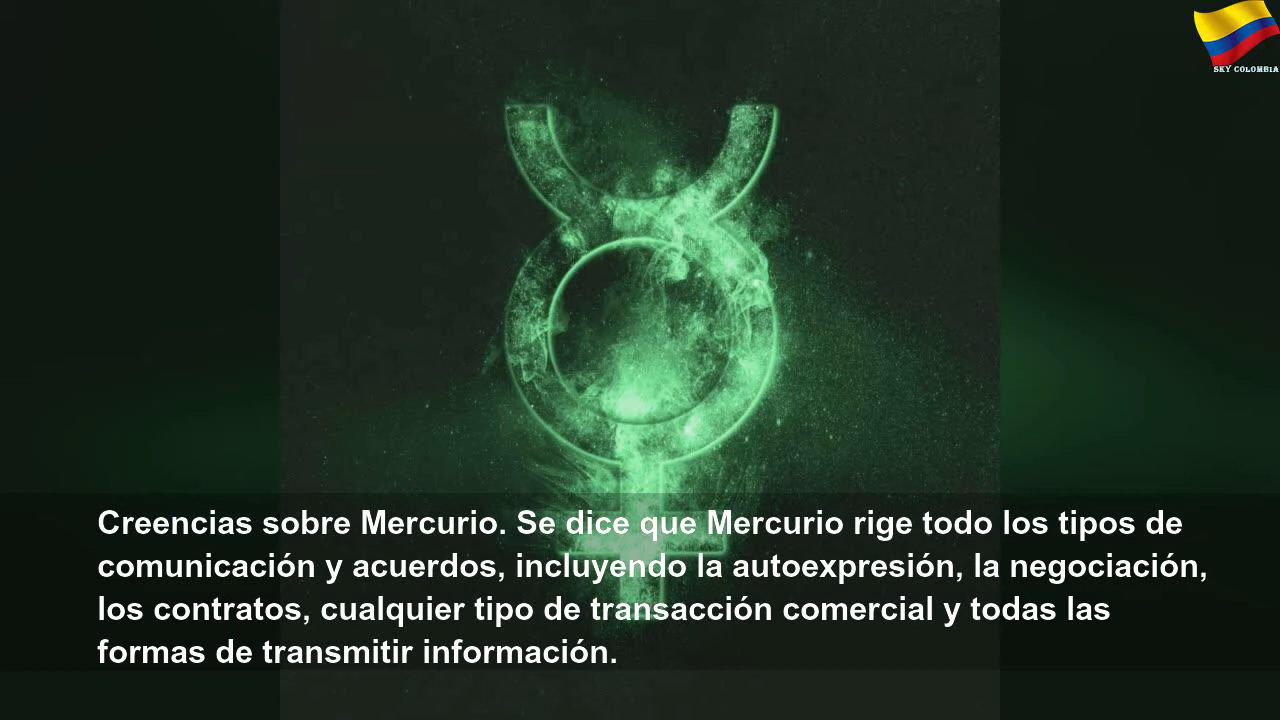 SKY COLOMBIA
Creencias sobre Mercurio. Se dice que Mercurio rige todo los tipos de
comunicación y acuerdos, incluyendo la autoexpresión, la negociación,
los contratos, cualquier tipo de transacción comercial y todas las
formas de transmitir información.